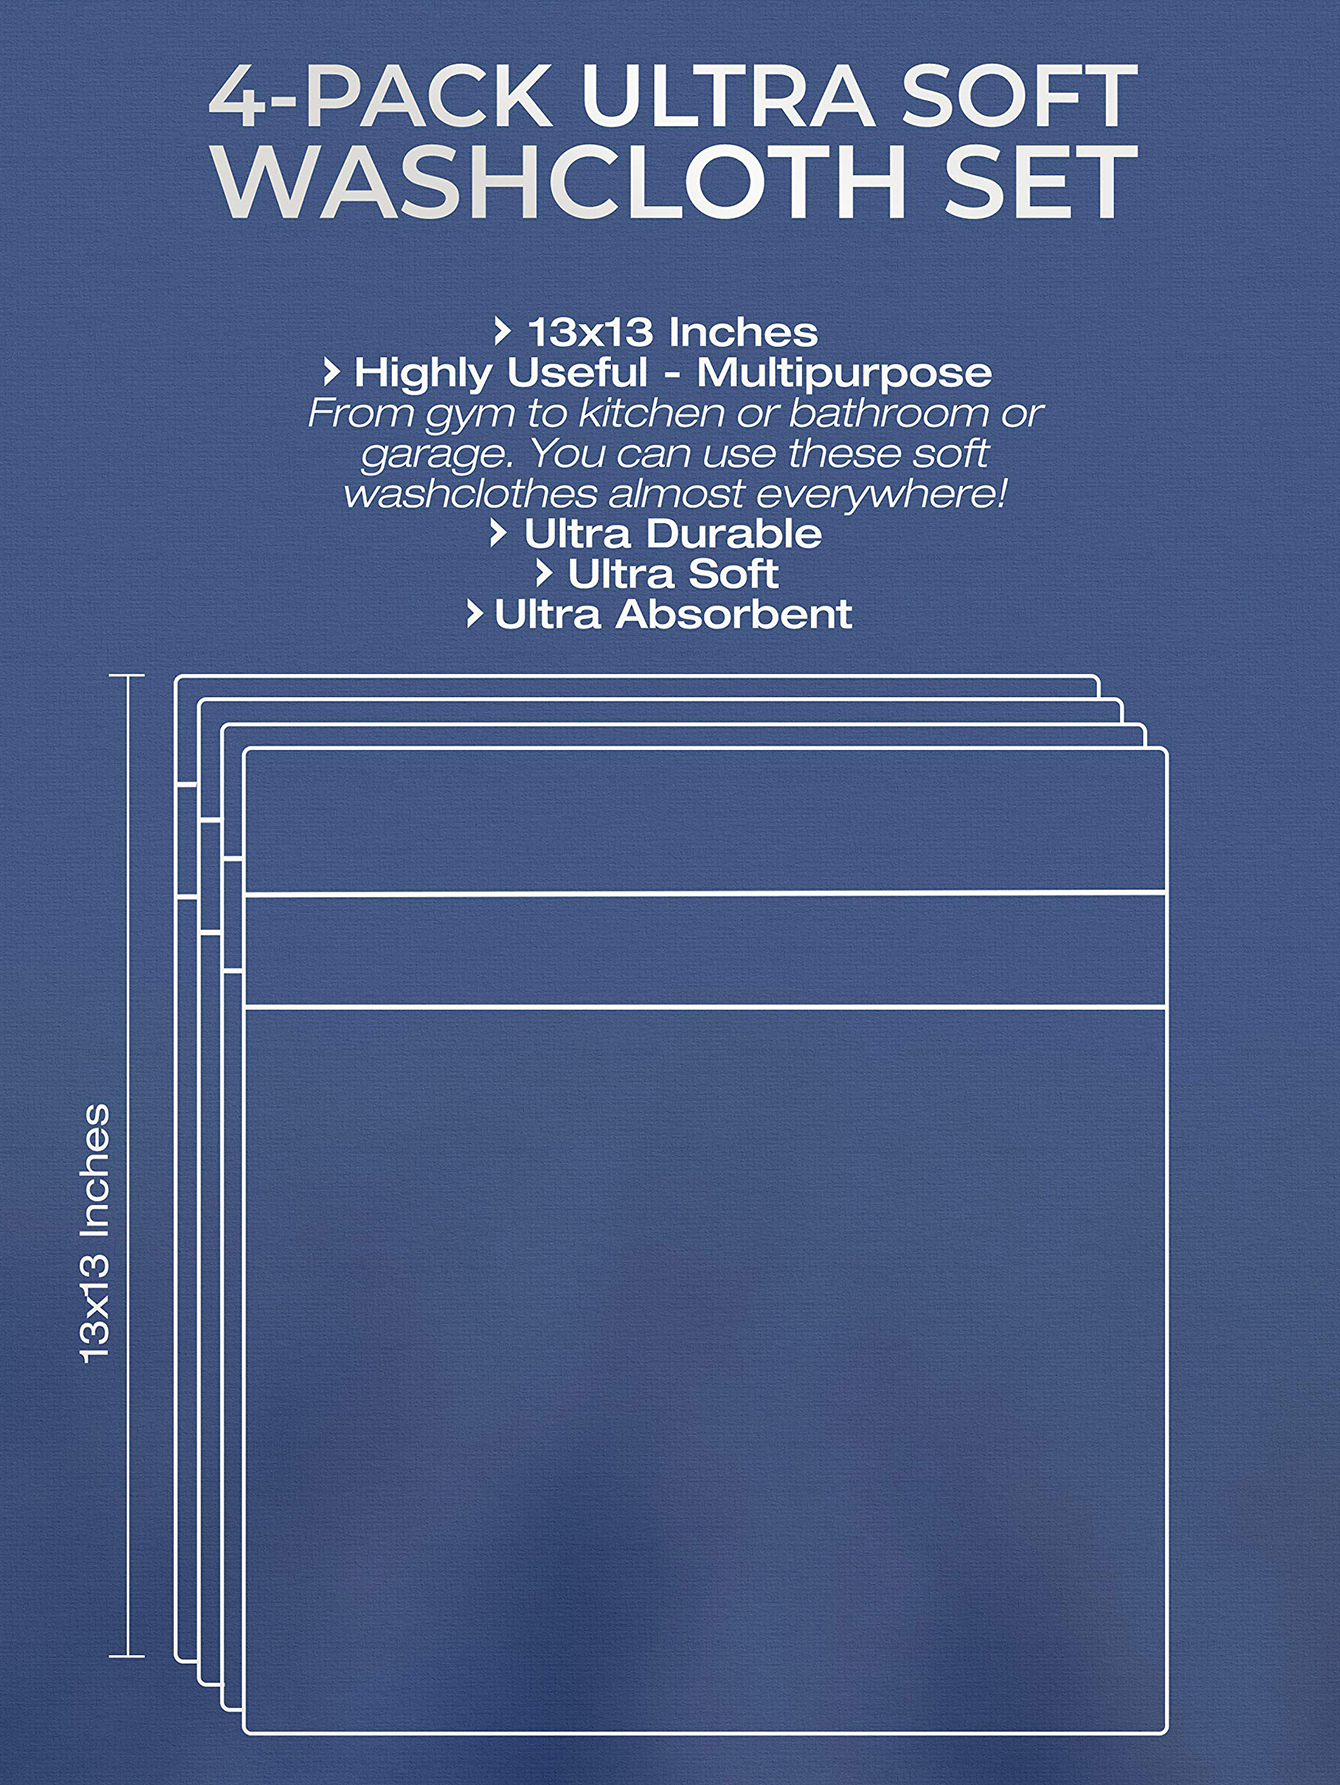 4-PACK ULTRA SOFT
WASHCLOTH SET
› 13x13 Inches
› Highly Useful - Multipurpose
From gym to kitchen or bathroom or
garage. You can use these soft
washclothes almost everywhere!
› Ultra Durable
› Ultra Soft
› Ultra Absorbent
13x13 Inches